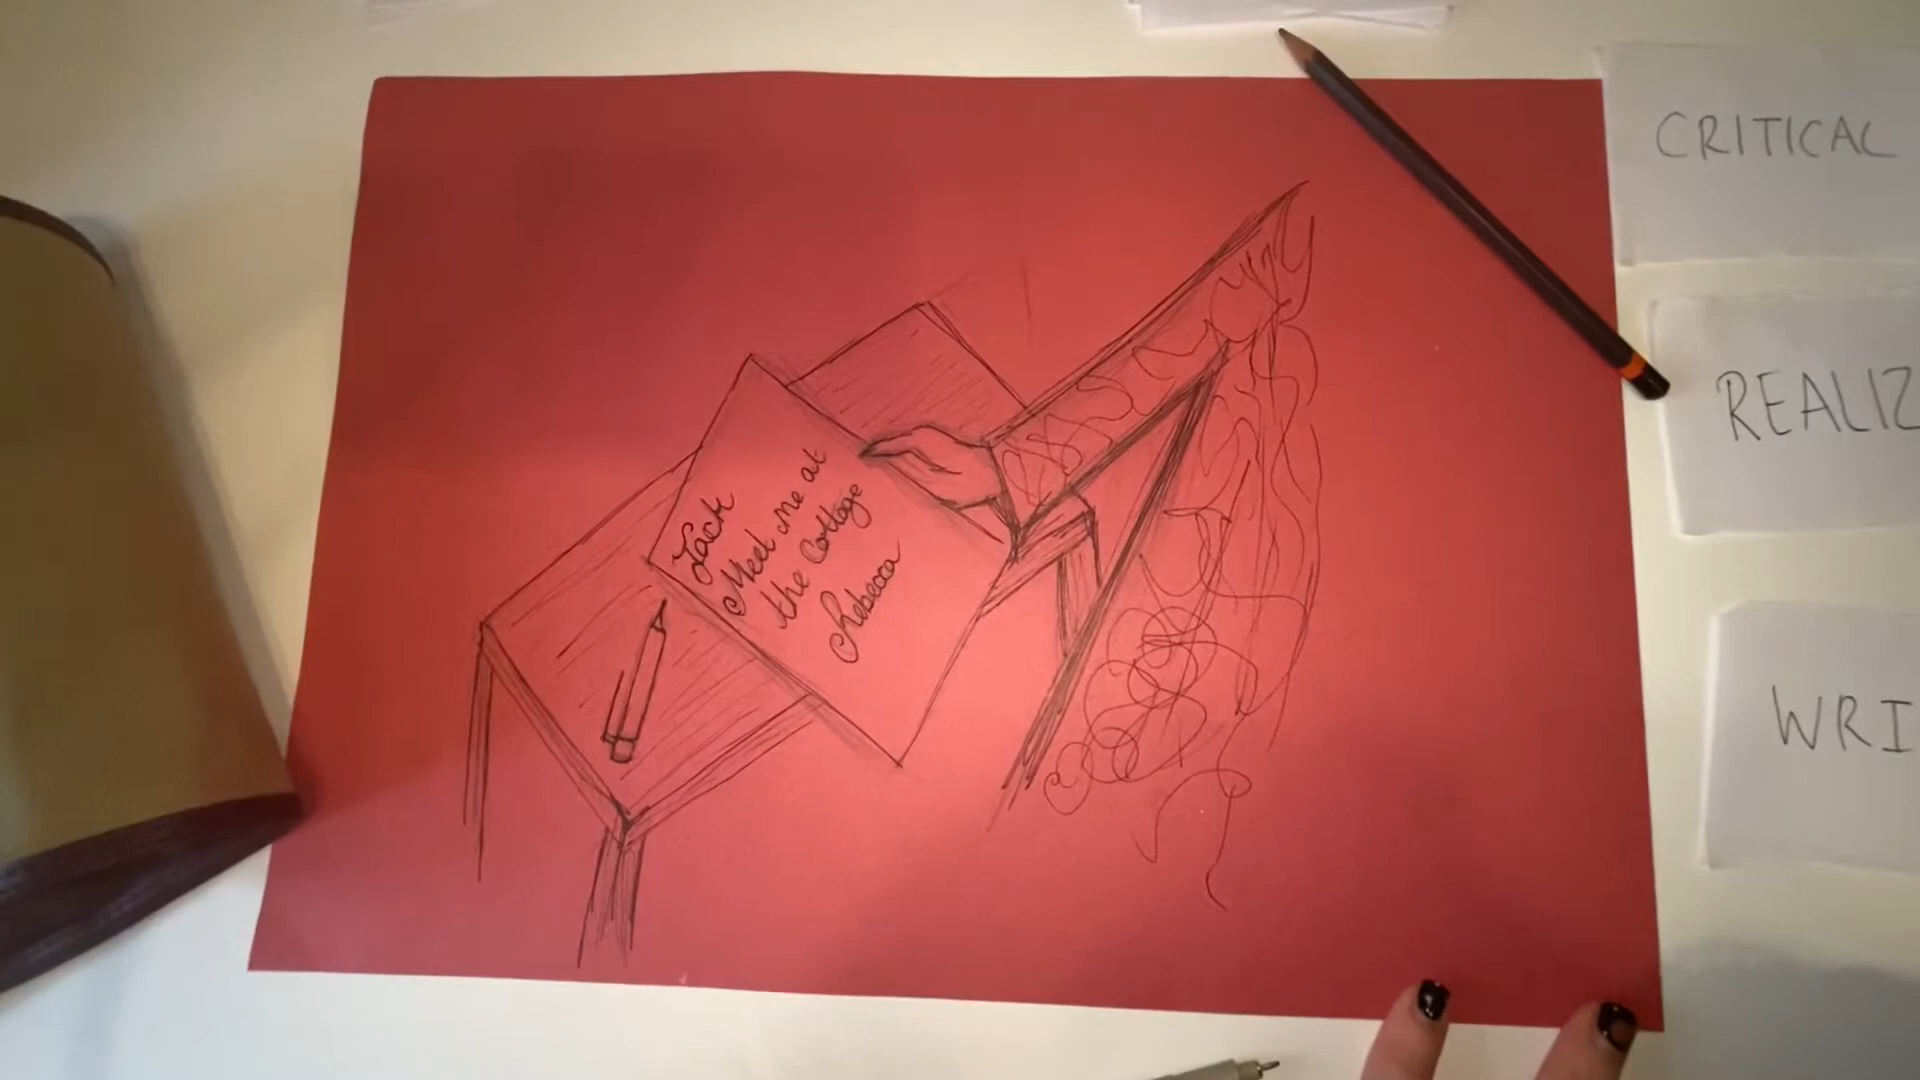 Jack
Meet me at
the Cottage
Rebecca
CRITICAL
REALIZ
WRI